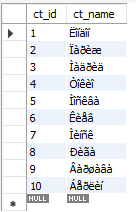 ct_id ct_name
1 Ëîíäîí
2 Ïàðèæ
3 Ìàäðèä
4 Òîêèî
5 Ìîñêâà
6 Êèåâ
7 Ìèíñê
8 Ðèãà
9 Âàðøàâà
10 Áåðëèí
NULL NULL